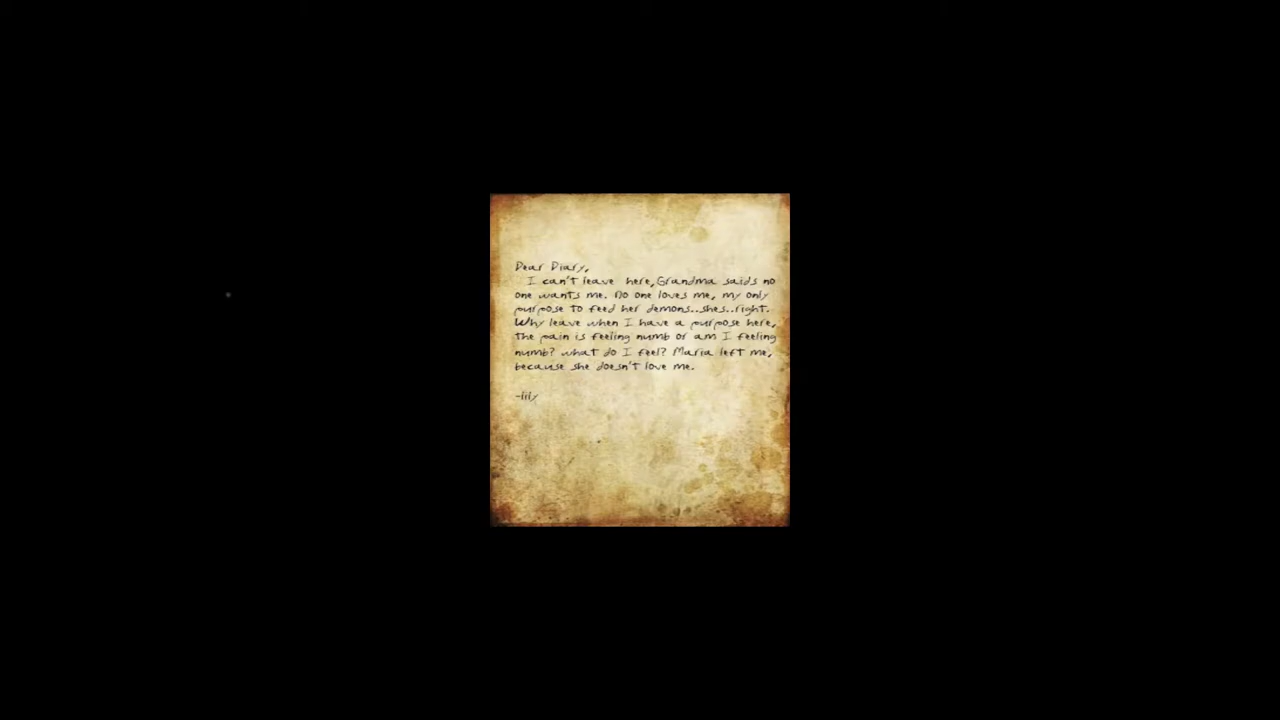 Dear Diary,
I can't leave here, Grandma saids no
one wants me. No one loves me, my only
purpose to feed her demons..shes..right.
Why leave when I have a purpose here,
the pain is feeling numb or am I feeling
numb? what do I feel? Maria left me,
because she doesn't love me.
-iiiy